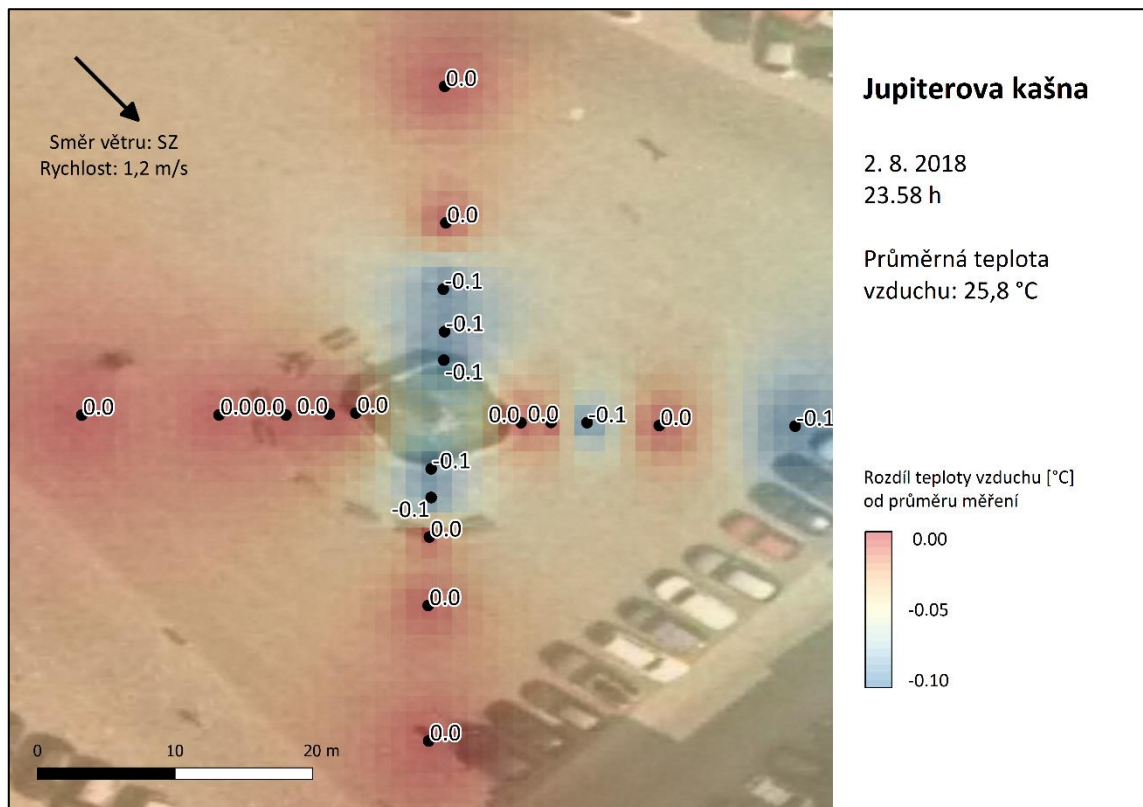 Směr větru: SZ
Rychlost: 1,2 m/s
0.0
0.0
-0.1
-0.1
-0.1
0.0
0.0
0.0
0.0
0.0
0.0
0.0
-0.1
0.0
-0.1
-0.1
-0.1
0.0
0.0
0.0
0 10 20 m
Jupiterova kašna
2. 8. 2018
23.58 h
Průměrná teplota
vzduchu: 25,8 °C
Rozdíl teploty vzduchu [°C]
od průměru měření
0.00
-0.05
-0.10